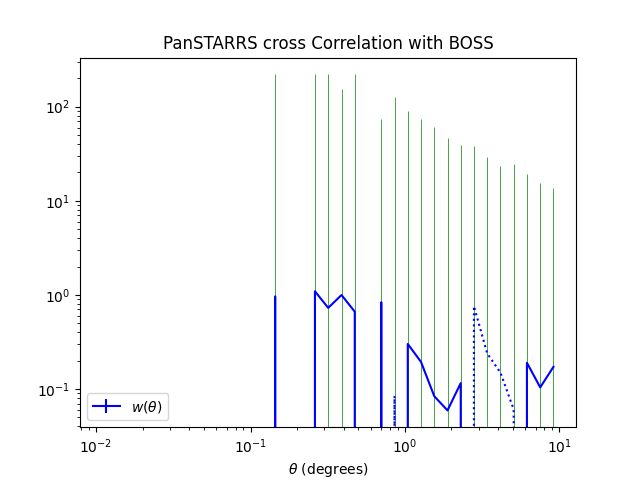 PanSTARRS cross Correlation with BOSS
10²
10¹
10⁰
10⁻¹
w(θ)
10⁻² 10⁻¹ 10⁰ 10¹
θ (degrees)